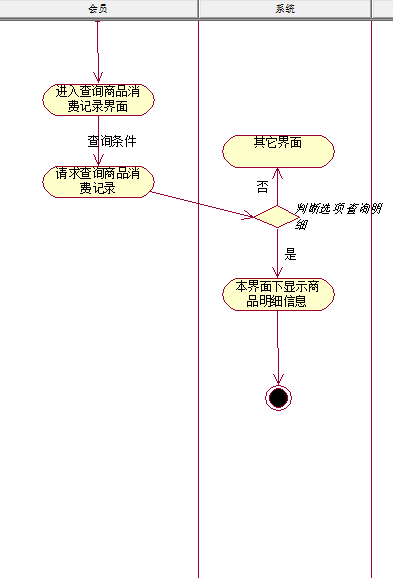 会员
系统
进入查询商品消
费记录界面
查询条件
请求查询商品消
费记录
其它界面
否
判断选项查询明
细
是
本界面下显示商
品明细信息